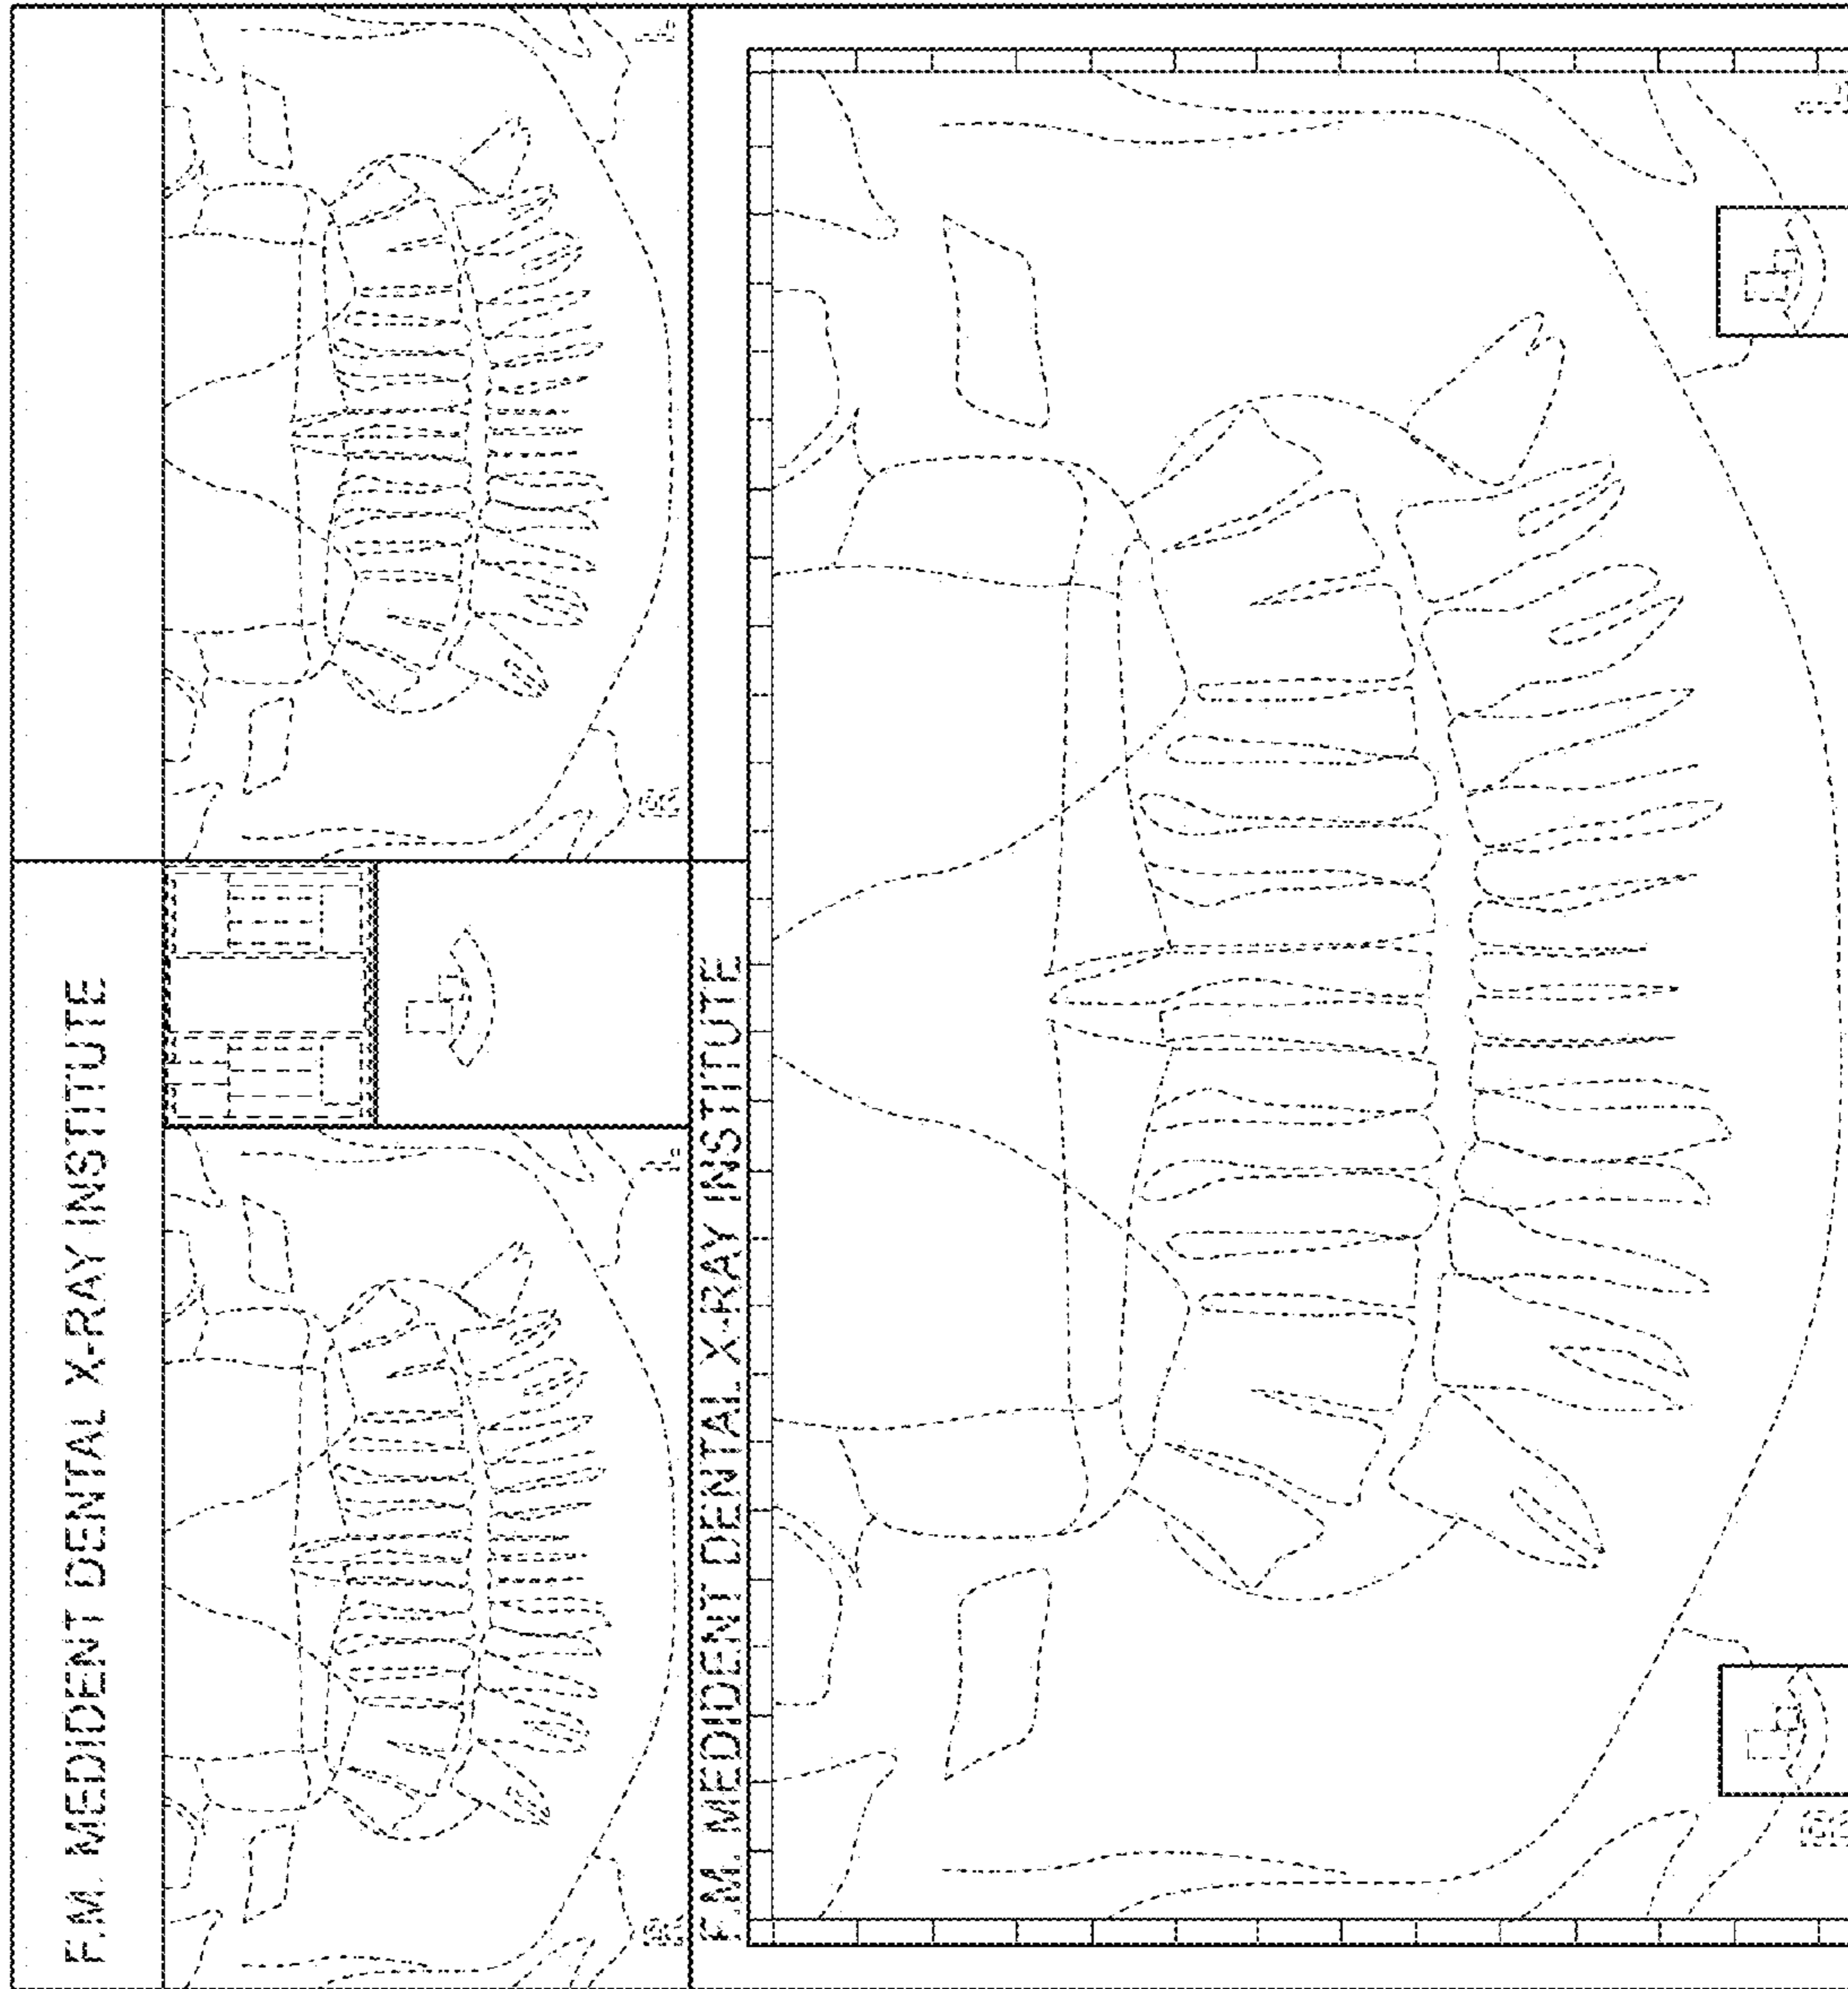 F.M. MEDIDENT DENTAL X-RAY INSTITUTE
R
L
R
L
F.M. MEDIDENT DENTAL X-RAY INSTITUTE
R
L